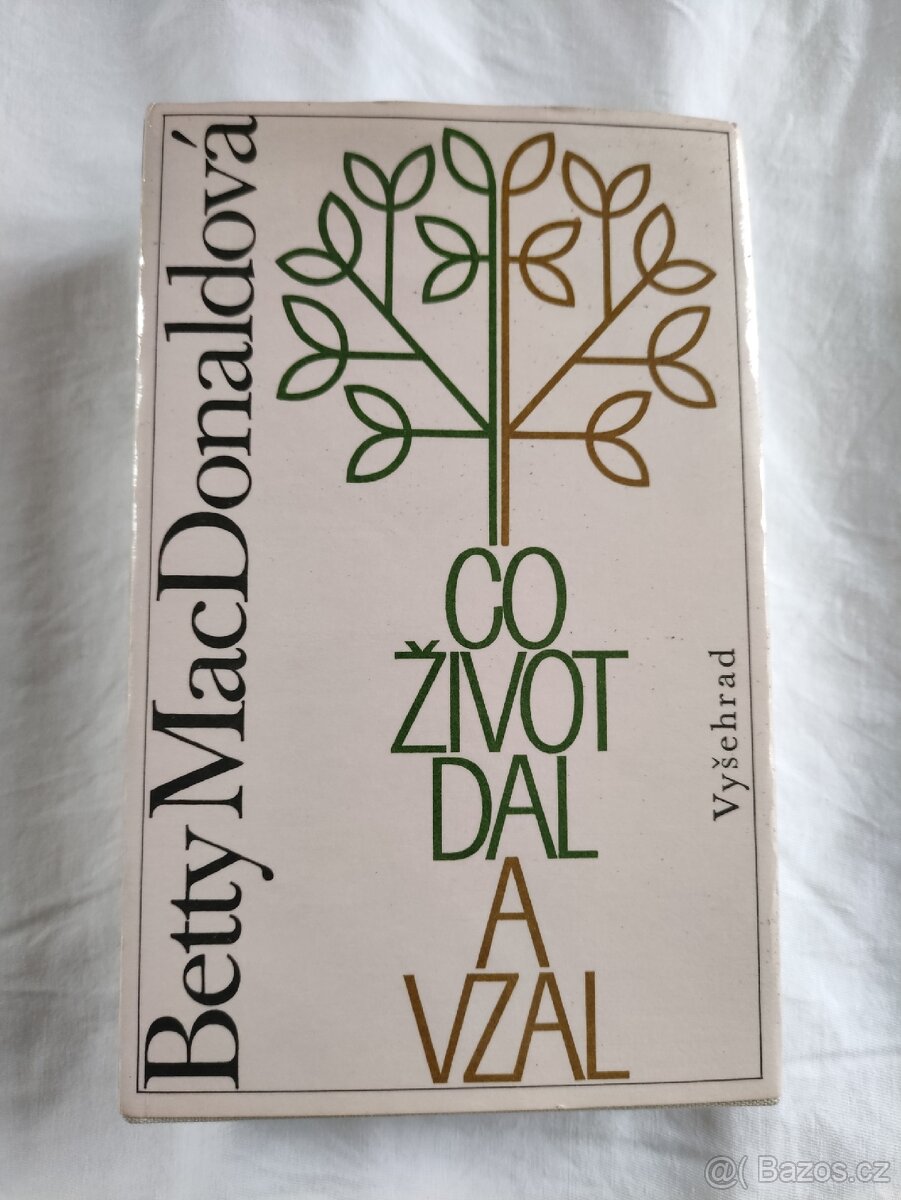 Betty MacDonaldová
CO
ŽIVOT
DAL
A
VZAL
Vyšehrad
@( Bazos.cz